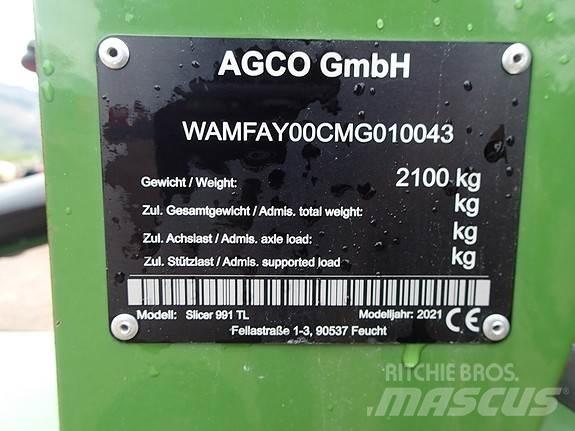 AGCO GmbH
WAMFAY00CMG010043
Gewicht / Weight: 2100 kg
Zul. Gesamtgewicht / Admis. total weight: kg
Zul. Achslast / Admis. axle load: kg
Zul. Stützlast / Admis. supported load kg
Modell: Slicer 991 TL Modelljahr: 2021 CE
Fellastraße 1-3, 90537 Feucht
RITCHIE BROS.
MASCUS